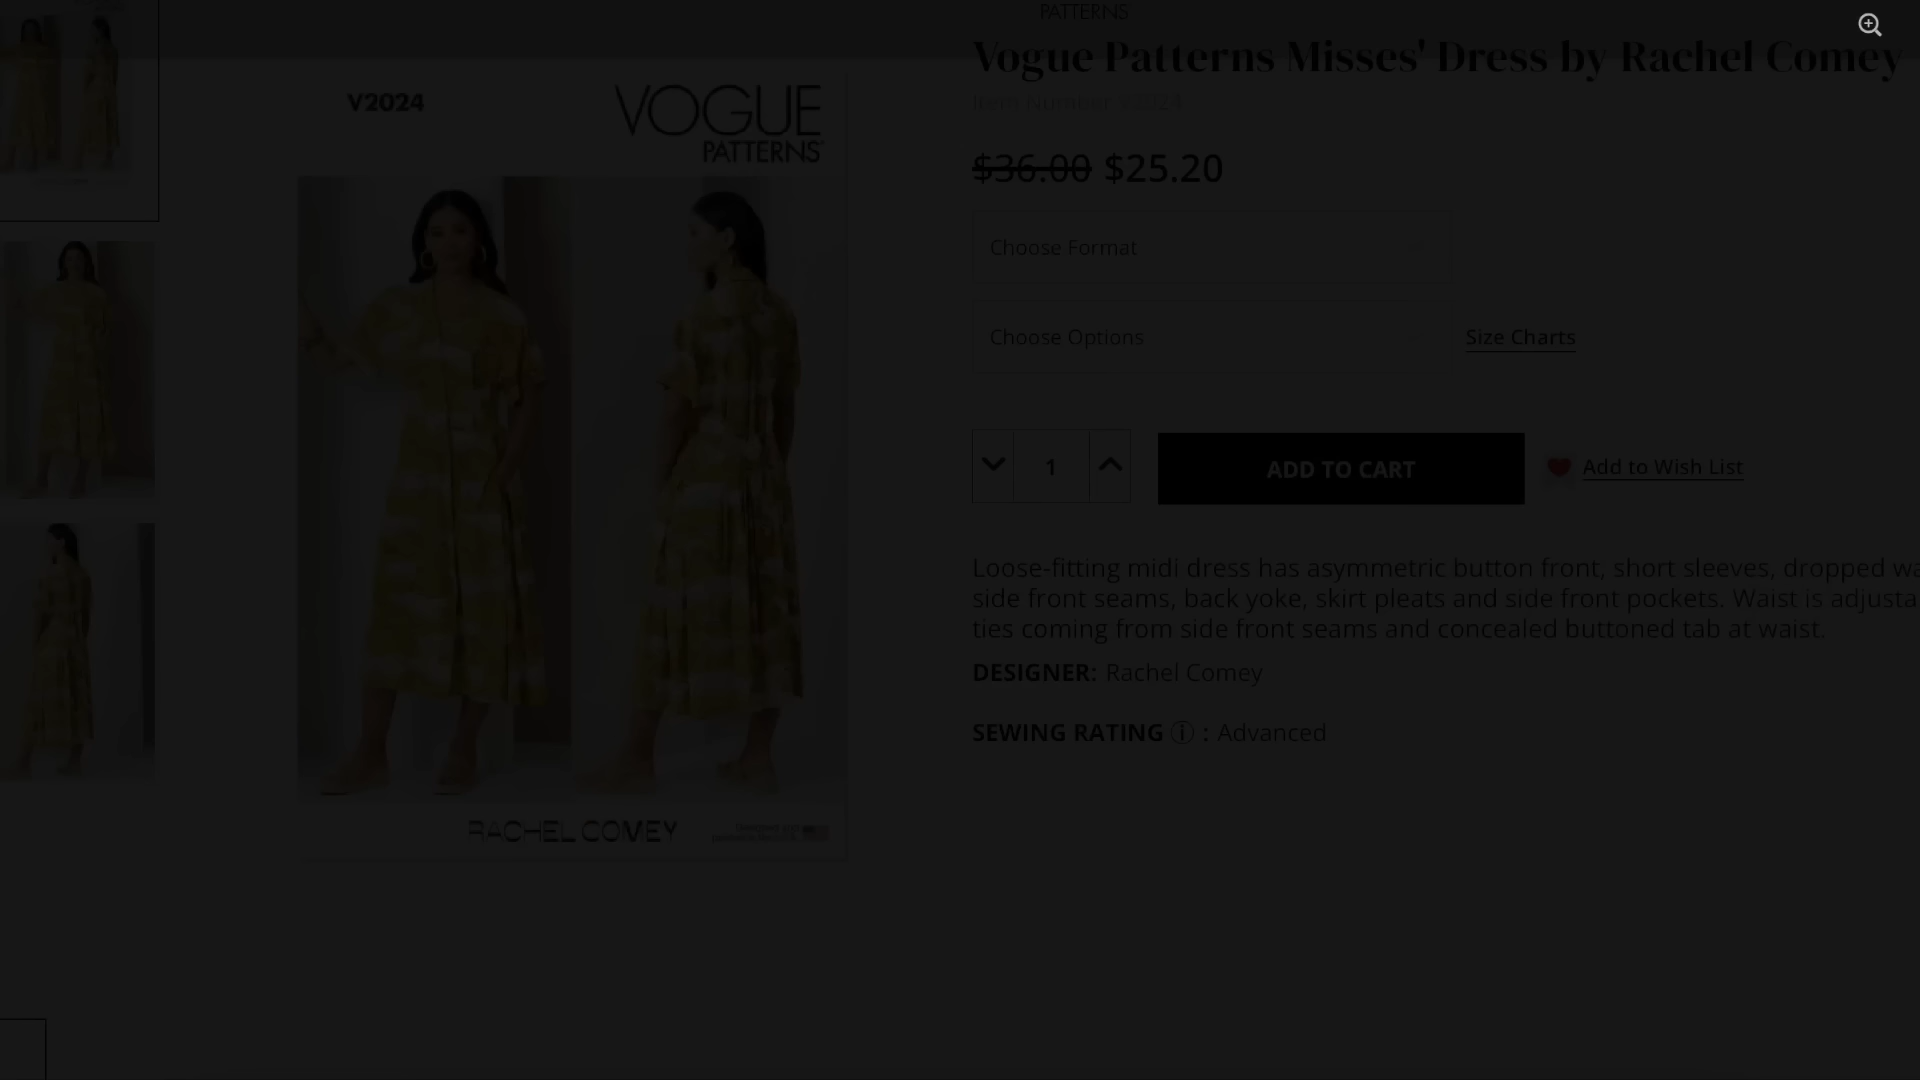 PATTERNS
Vogue Patterns Misses' Dress by Rachel Comey
Item Number V2024
V2024
VOGUE
PATTERNS
$36.00 $25.20
Choose Format
Choose Options
Size Charts
1
ADD TO CART
Add to Wish List
Loose-fitting midi dress has asymmetric button front, short sleeves, dropped wa
side front seams, back yoke, skirt pleats and side front pockets. Waist is adjusta
ties coming from side front seams and concealed buttoned tab at waist.
DESIGNER: Rachel Comey
SEWING RATING ⓘ : Advanced
RACHEL COMEY